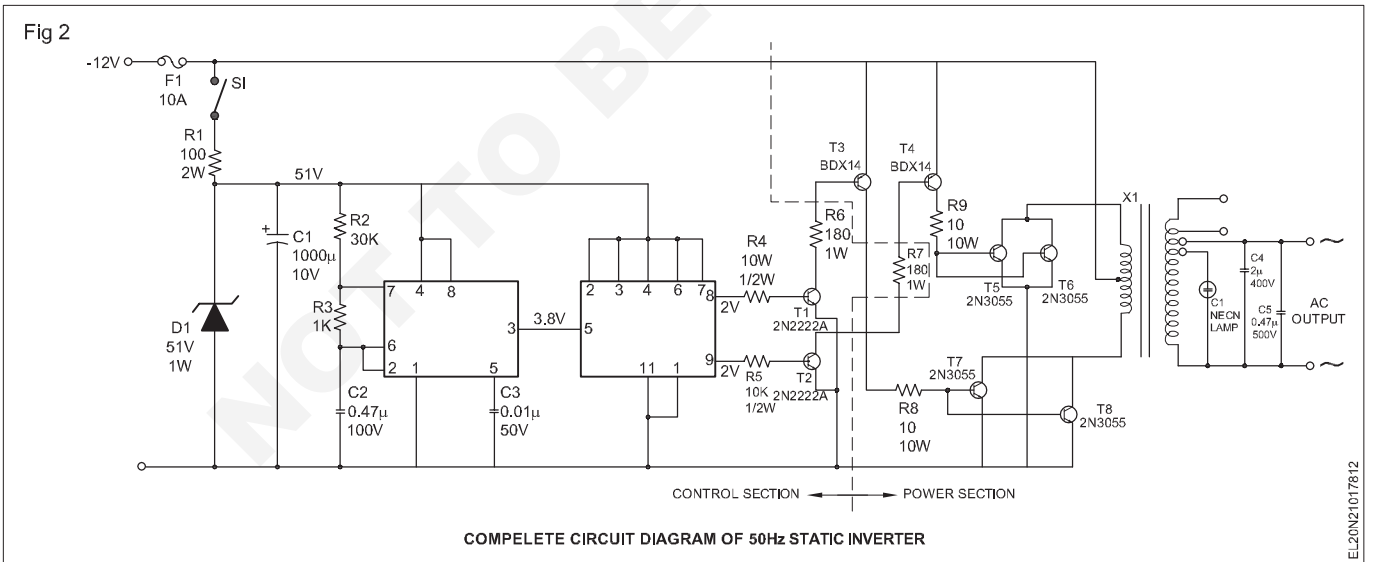 Fig 2
-12V
F1
10A
SI
R1
100
2W
51V
D1
51V
1W
C1
1000µ
10V
R2
30K
R3
1K
7
4
8
6
2
3
1
5
C2
0.47µ
100V
C3
0.01µ
50V
3.8V
2
3
4
6
7
8
5
9
11
1
2V
2V
R4
10W
1/2W
R5
10K
1/2W
T1
2N2222A
T2
2N2222A
R6
180
1W
R7
180
1W
T3
BDX14
T4
BDX14
R9
10
10W
T5
2N3055
T6
2N3055
T7
2N3055
T8
2N3055
R8
10
10W
X1
C1
NECN
LAMP
C4
2µ
400V
C5
0.47µ
500V
AC
OUTPUT
CONTROL SECTION
POWER SECTION
COMPELETE CIRCUIT DIAGRAM OF 50Hz STATIC INVERTER
EL20N21017812
NOT TO BE